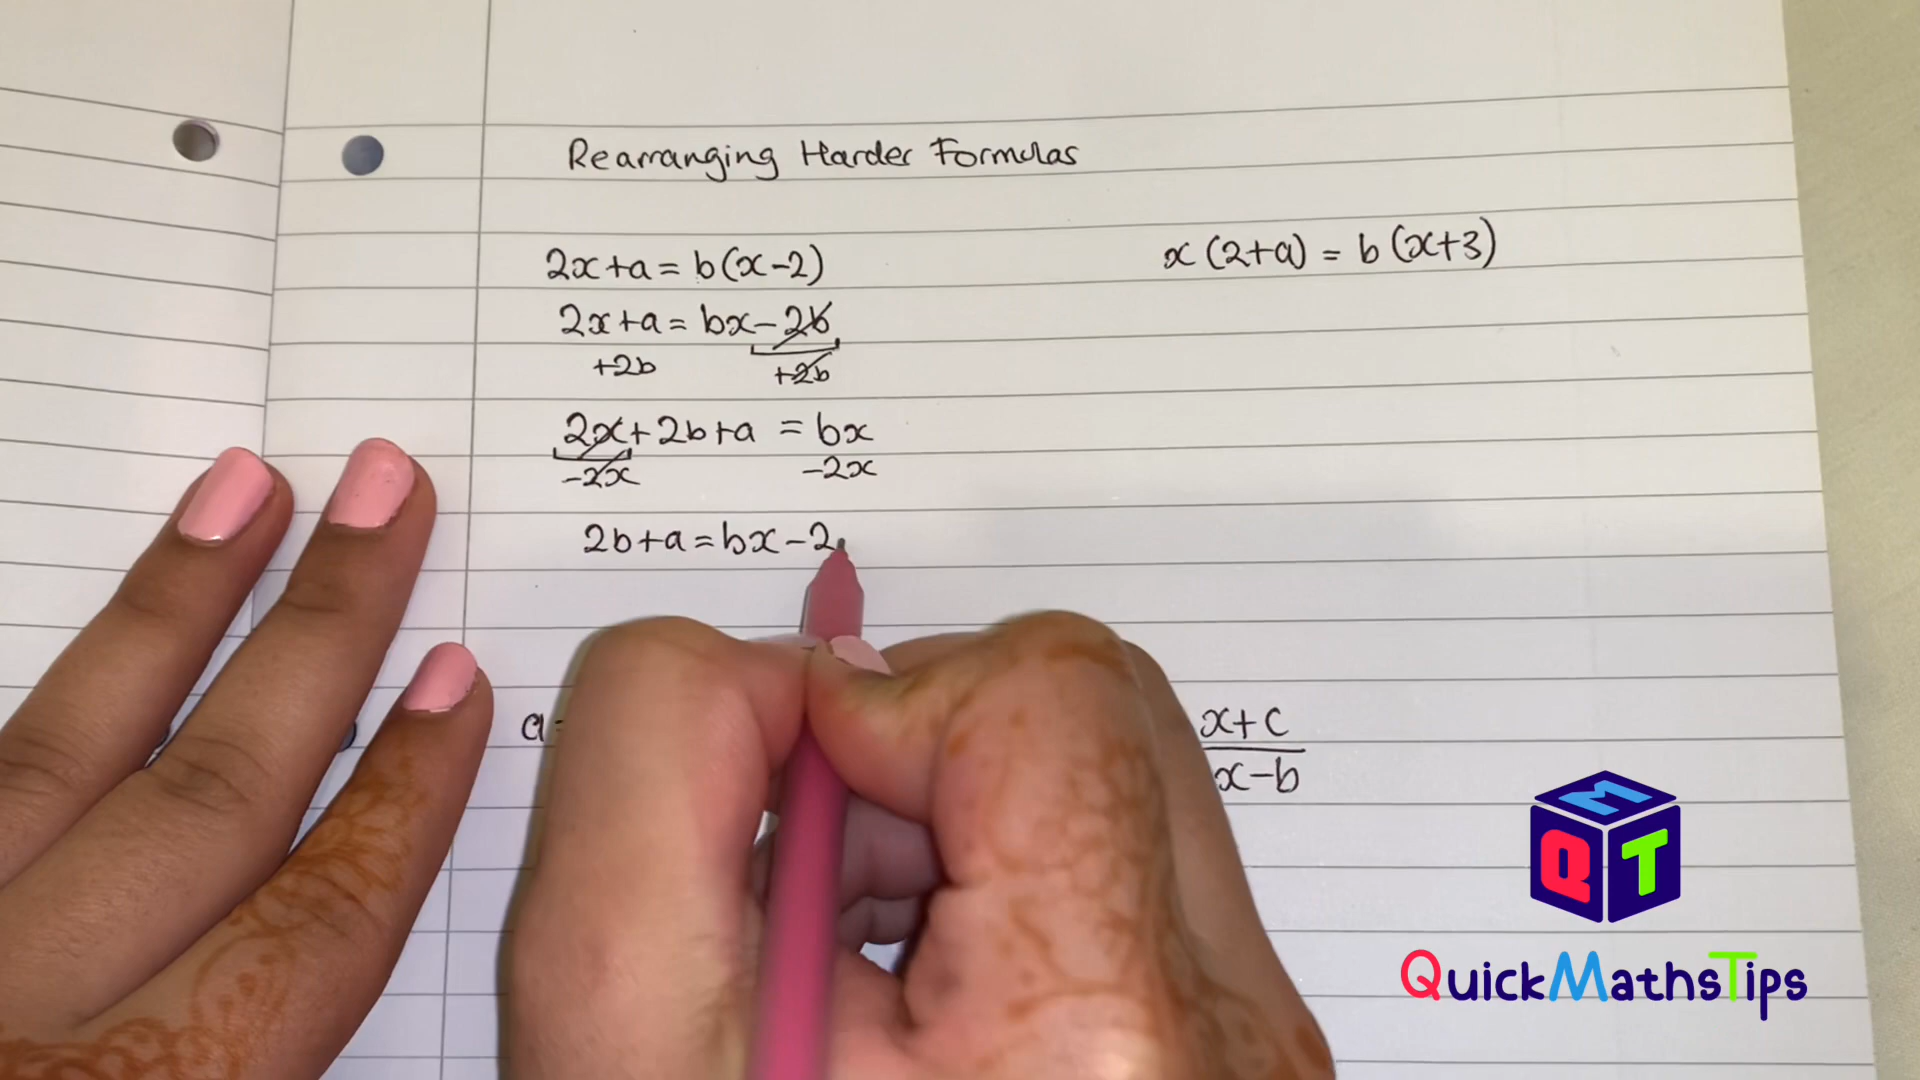 Rearranging Harder Formulas
2x+a=b(x-2)
2x+a=bx-2b
+2b +2b
2x+2b+a=bx
-2x -2x
2b+a=bx-2
x(2+a)=b(x+3)
a=
x+c
x-b
QMT
QuickMathsTips